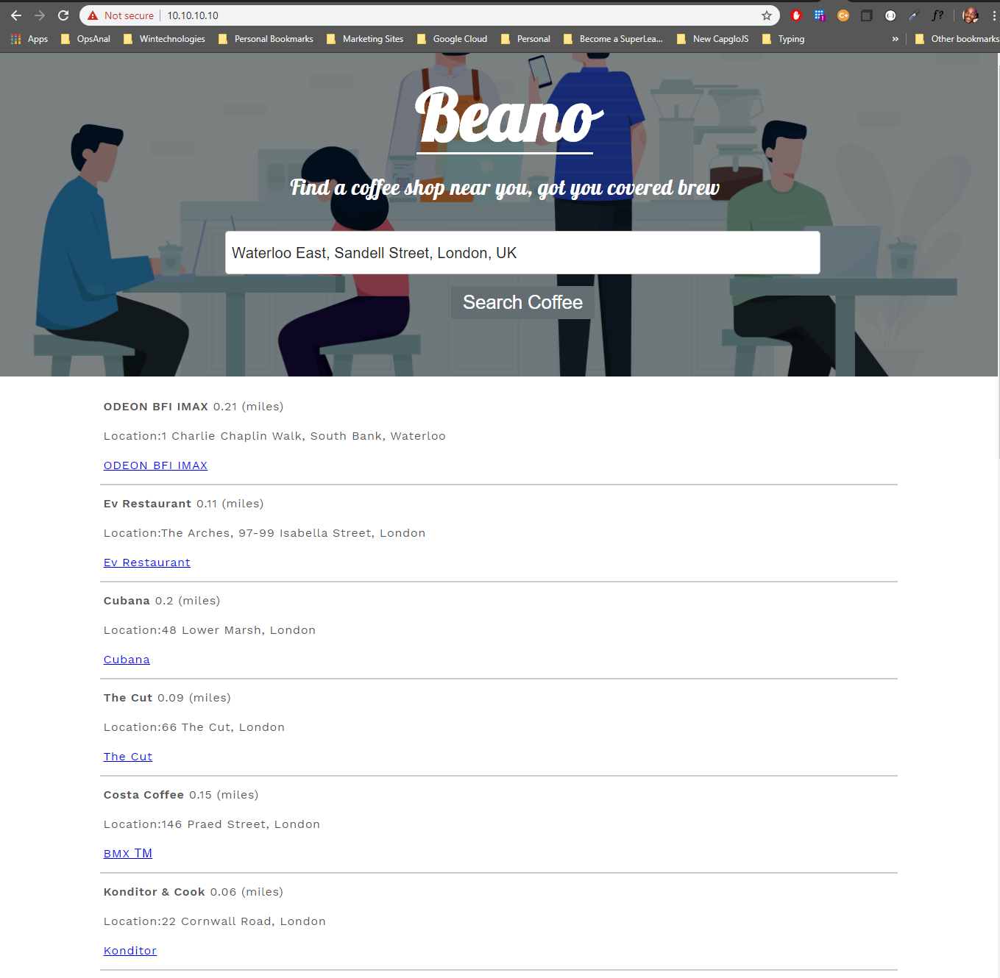 Not secure 10.10.10.10
Apps OpsAnal Wintechnologies Personal Bookmarks Marketing Sites Google Cloud Personal Become a SuperLea... New CapgloJS Typing » Other bookmarks
Beano
Find a coffee shop near you, got you covered brew
Waterloo East, Sandell Street, London, UK
Search Coffee
ODEON BFI IMAX 0.21 (miles)
Location:1 Charlie Chaplin Walk, South Bank, Waterloo
ODEON BFI IMAX
Ev Restaurant 0.11 (miles)
Location:The Arches, 97-99 Isabella Street, London
Ev Restaurant
Cubana 0.2 (miles)
Location:48 Lower Marsh, London
Cubana
The Cut 0.09 (miles)
Location:66 The Cut, London
The Cut
Costa Coffee 0.15 (miles)
Location:146 Praed Street, London
BMX TM
Konditor & Cook 0.06 (miles)
Location:22 Cornwall Road, London
Konditor